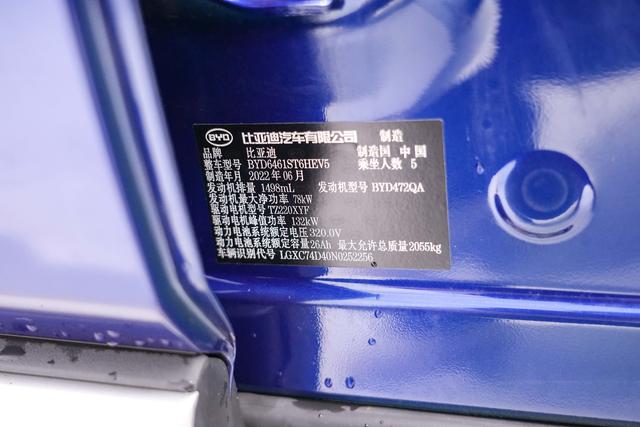 BYD 比亚迪汽车有限公司 制造
品牌 比亚迪 制造国 中国
整车型号 BYD6461ST6HEV5 乘坐人数 5
制造年月 2022年06月
发动机排量 1498mL 发动机型号 BYD472QA
发动机最大净功率 78kW
驱动电机型号 TZ220XYF
驱动电机峰值功率 132kW
动力电池系统额定电压 320.0V
动力电池系统额定容量 26Ah 最大允许总质量 2055kg
车辆识别代号 LGXC74D40N0252256